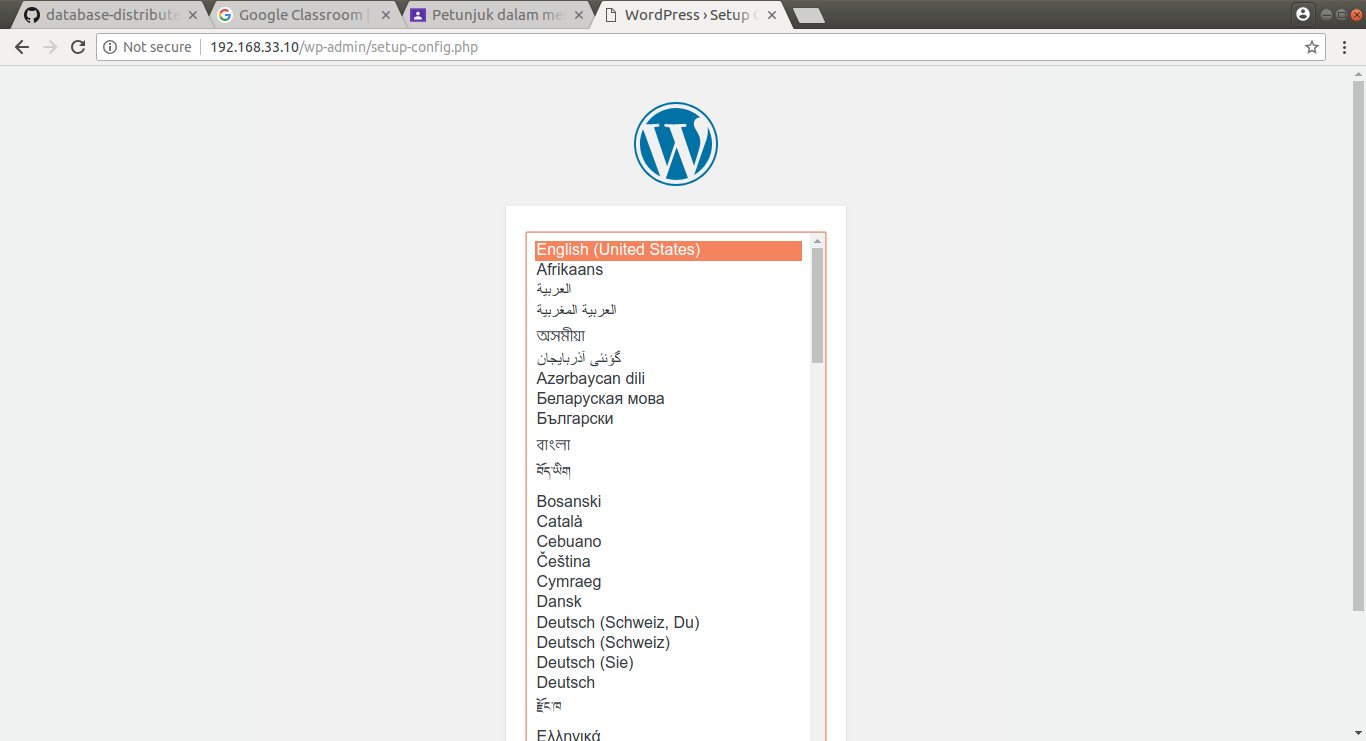 database-distribute
Google Classroom |
Petunjuk dalam me
WordPress › Setup C
Not secure
192.168.33.10/wp-admin/setup-config.php
English (United States)
Afrikaans
العربية
العربية المغربية
অসমীয়া
گؤنئی آذربایجان
Azərbaycan dili
Беларуская мова
Български
বাংলা
བོད་ཡིག
Bosanski
Català
Cebuano
Čeština
Cymraeg
Dansk
Deutsch (Schweiz, Du)
Deutsch (Schweiz)
Deutsch (Sie)
Deutsch
རྫོང་ཁ
Ελληνικά